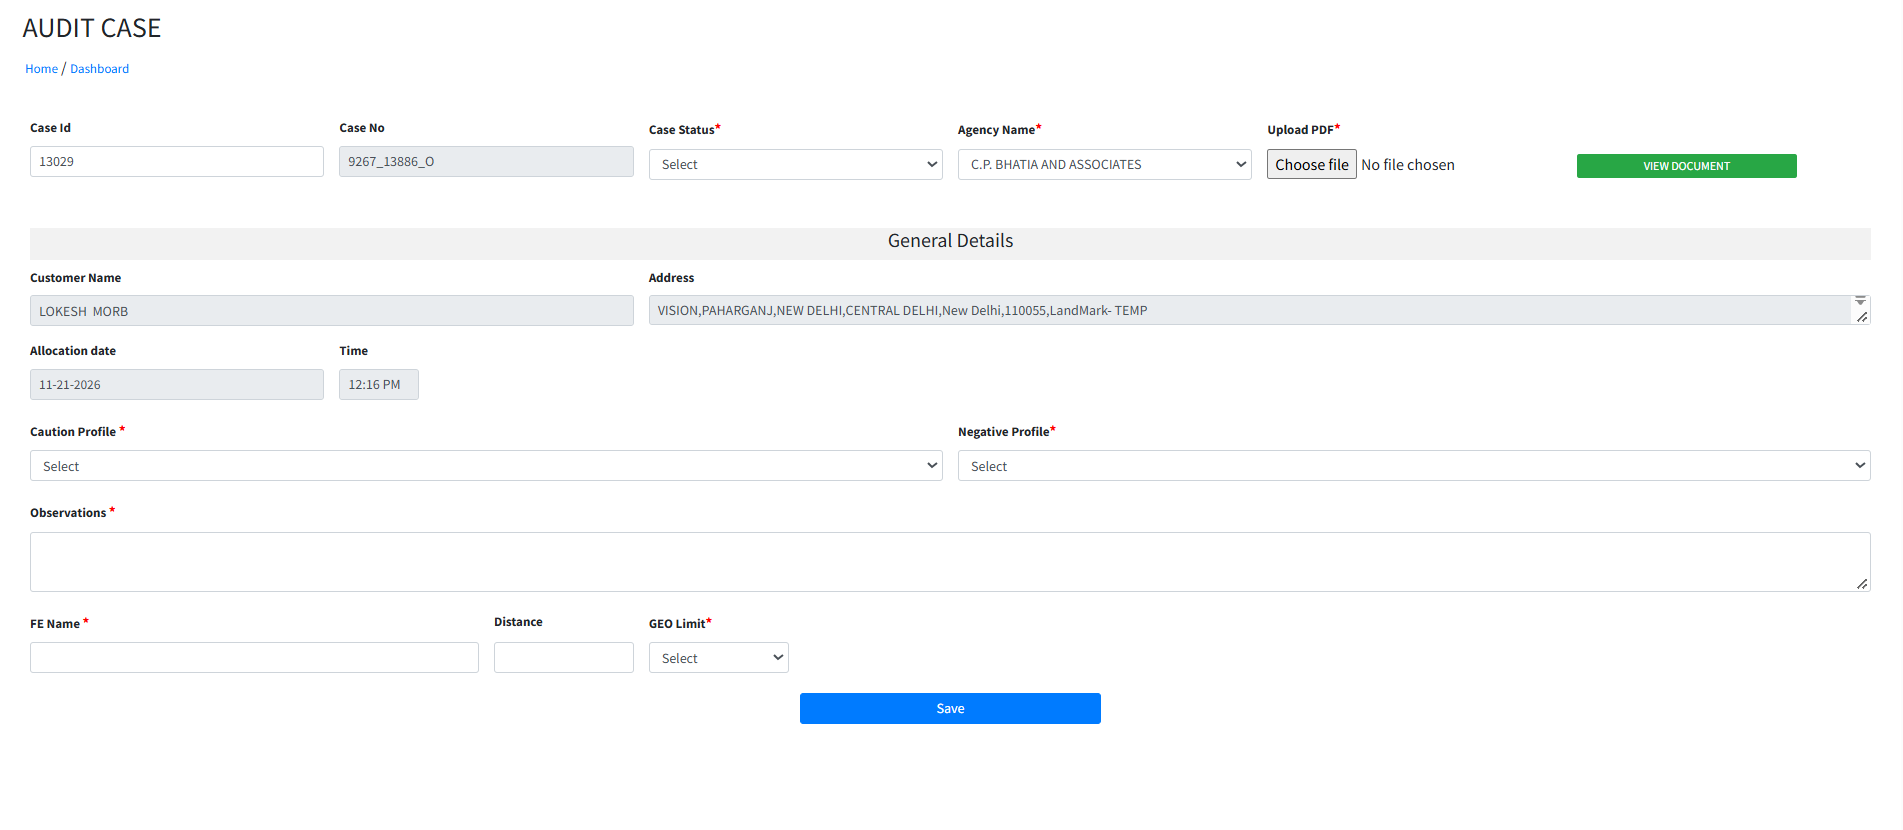 AUDIT CASE
Home / Dashboard
Case Id
Case No
Case Status*
Agency Name*
Upload PDF*
13029
9267_13886_O
Select
C.P. BHATIA AND ASSOCIATES
Choose file No file chosen
VIEW DOCUMENT
General Details
Customer Name
Address
LOKESH  MORB
VISION,PAHARGANJ,NEW DELHI,CENTRAL DELHI,New Delhi,110055,LandMark- TEMP
Allocation date
Time
11-21-2026
12:16 PM
Caution Profile *
Negative Profile*
Select
Select
Observations *
FE Name *
Distance
GEO Limit*
Select
Save